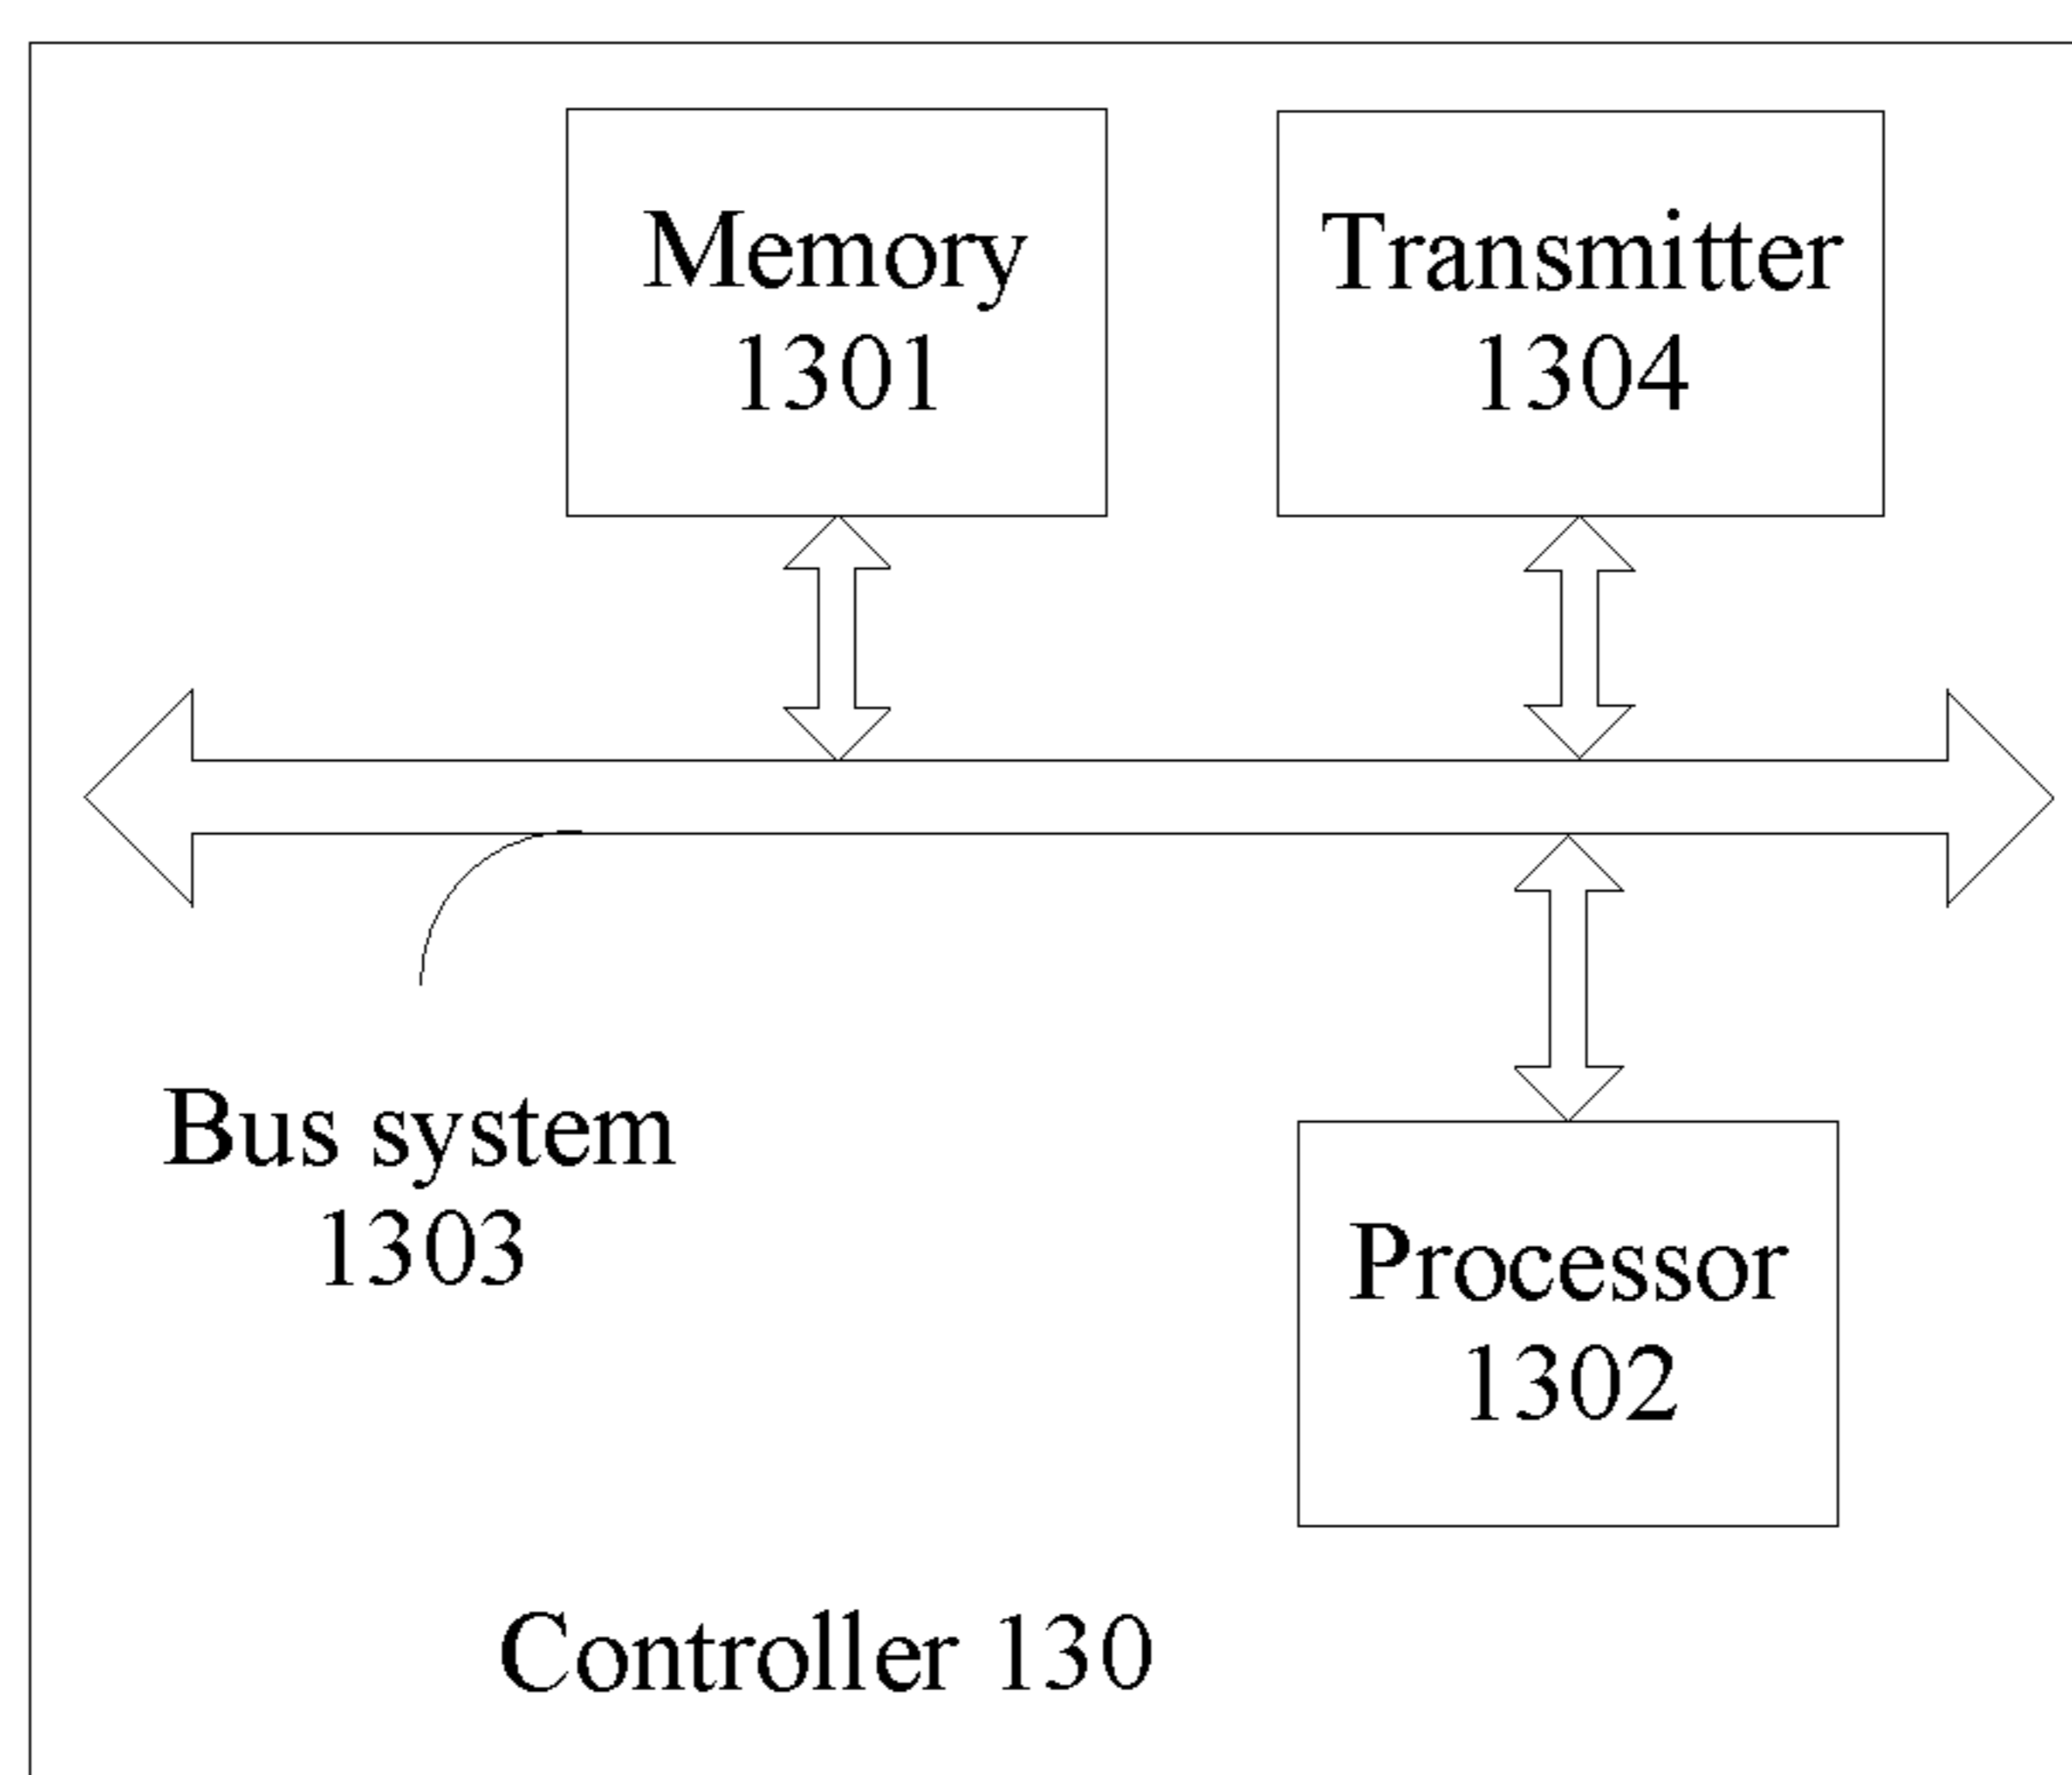 Memory
1301
Transmitter
1304
Bus system
1303
Processor
1302
Controller 130